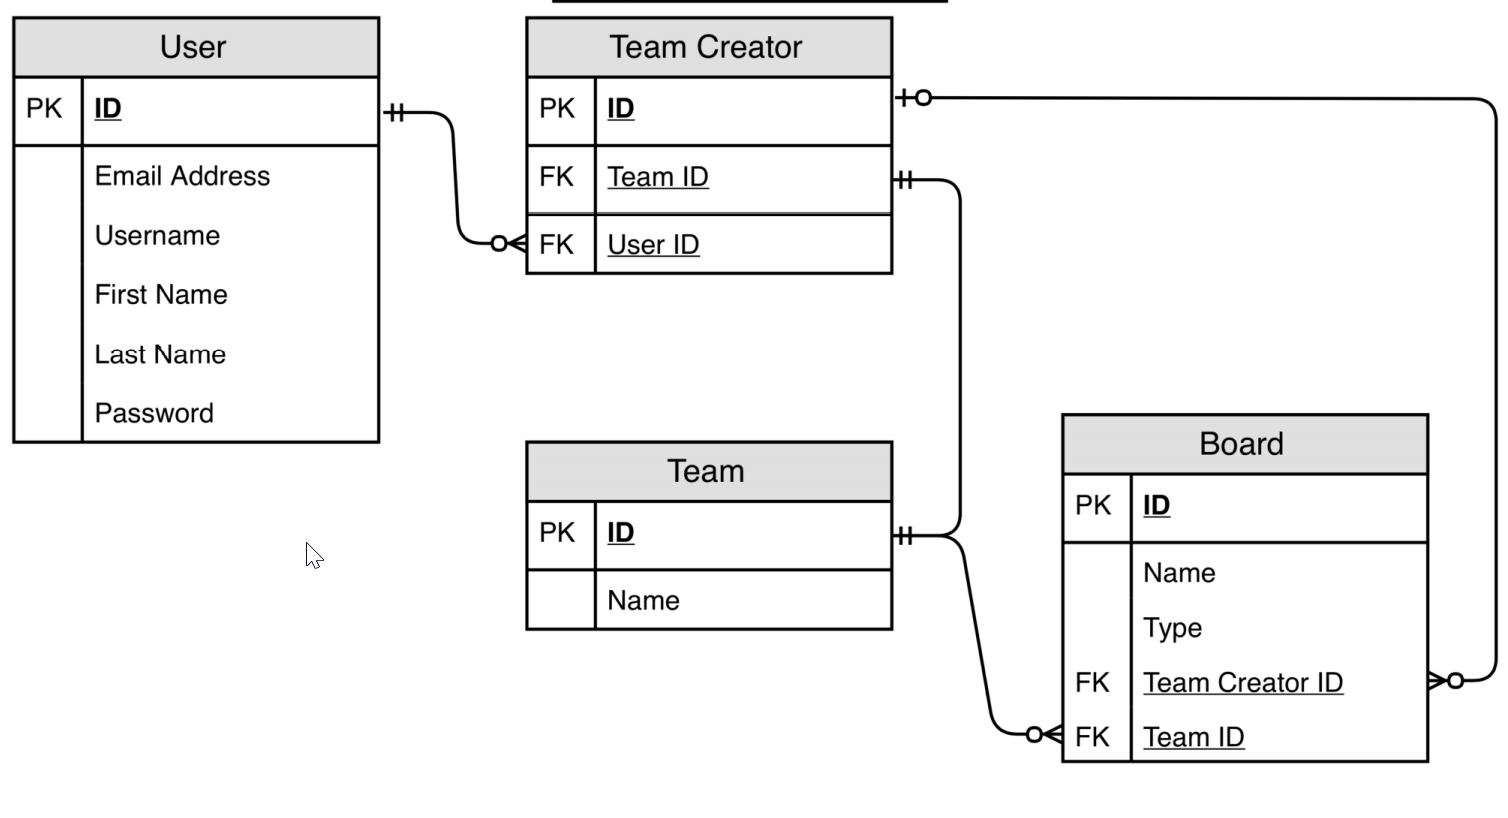 User
PK ID
Email Address
Username
First Name
Last Name
Password
Team Creator
PK ID
FK Team ID
FK User ID
Team
PK ID
Name
Board
PK ID
Name
Type
FK Team Creator ID
FK Team ID